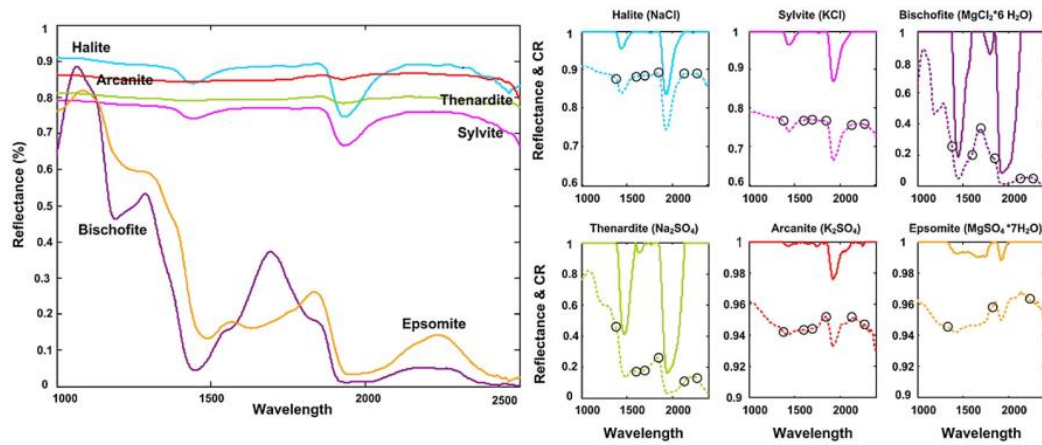 Reflectance (%)
1
0.9
0.8
0.7
0.6
0.5
0.4
0.3
0.2
0.1
0
Halite
Arcanite
Thenardite
Sylvite
Bischofite
Epsomite
1000 1500 2000 2500
Wavelength
Halite (NaCl)
Reflectance & CR
1
0.9
0.8
0.7
0.6
1000 1500 2000
Sylvite (KCl)
1
0.9
0.8
0.7
0.6
1000 1500 2000
Bischofite (MgCl₂*6 H₂O)
1
0.8
0.6
0.4
0.2
0
1000 1500 2000
Thenardite (Na₂SO₄)
Reflectance & CR
1
0.8
0.6
0.4
0.2
0
1000 1500 2000
Wavelength
Arcanite (K₂SO₄)
1
0.98
0.96
0.94
0.92
0.9
1000 1500 2000
Wavelength
Epsomite (MgSO₄*7H₂O)
1
0.98
0.96
0.94
0.92
0.9
1000 1500 2000
Wavelength